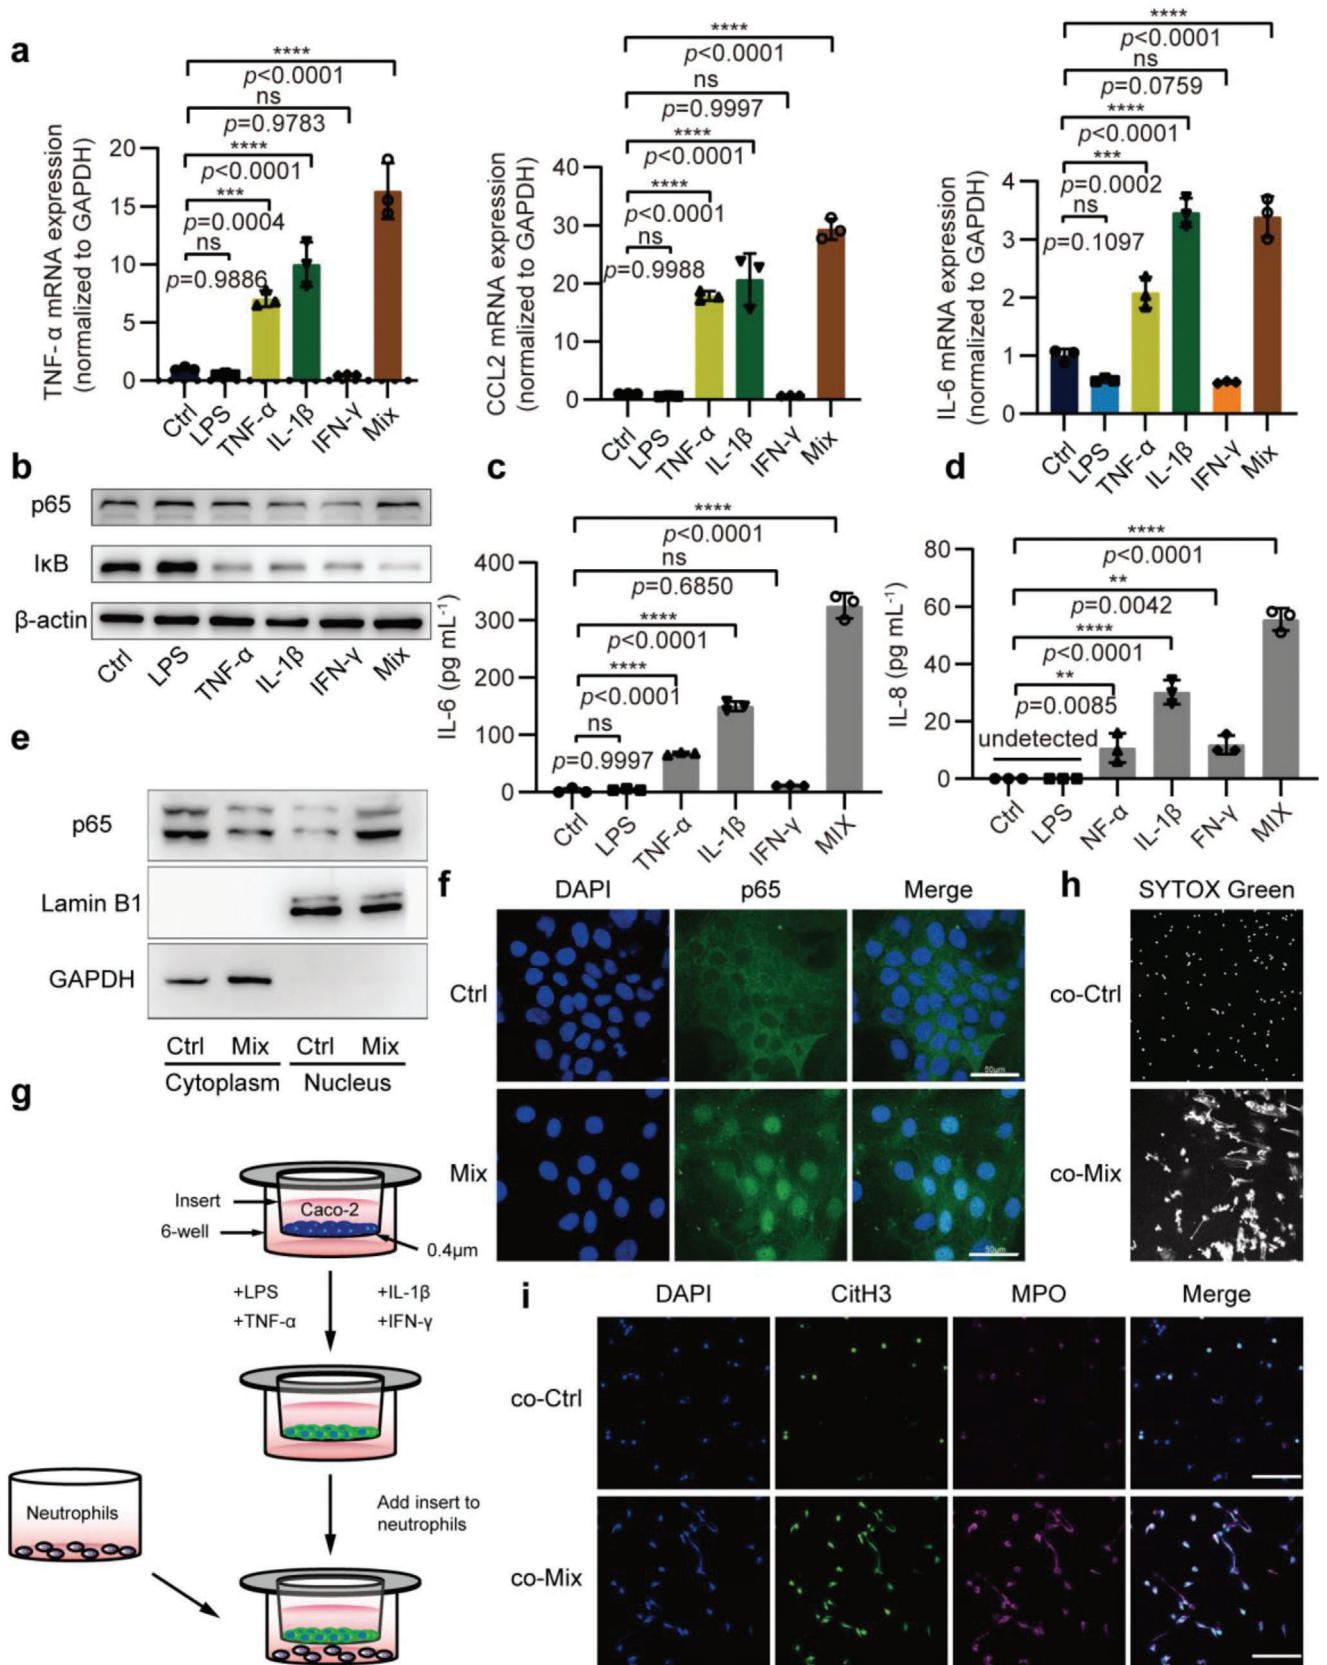 a
TNF-α mRNA expression
(normalized to GAPDH)
20
15
10
5
0
****
p<0.0001
ns
p=0.9783
****
p<0.0001
***
p=0.0004
ns
p=0.9886
Ctrl
LPS
TNF-α
IL-1β
IFN-γ
Mix
CCL2 mRNA expression
(normalized to GAPDH)
40
30
20
10
0
****
p<0.0001
ns
p=0.9997
****
p<0.0001
****
p<0.0001
ns
p=0.9988
Ctrl
LPS
TNF-α
IL-1β
IFN-γ
Mix
IL-6 mRNA expression
(normalized to GAPDH)
4
3
2
1
0
****
p<0.0001
ns
p=0.0759
****
p<0.0001
***
p=0.0002
ns
p=0.1097
Ctrl
LPS
TNF-α
IL-1β
IFN-γ
Mix
b
p65
IκB
β-actin
Ctrl
LPS
TNF-α
IL-1β
IFN-γ
Mix
c
IL-6 (pg mL⁻¹)
400
300
200
100
0
****
p<0.0001
ns
p=0.6850
****
p<0.0001
****
p<0.0001
ns
p=0.9997
Ctrl
LPS
TNF-α
IL-1β
IFN-γ
MIX
d
IL-8 (pg mL⁻¹)
80
60
40
20
0
****
p<0.0001
**
p=0.0042
****
p<0.0001
**
p=0.0085
undetected
Ctrl
LPS
NF-α
IL-1β
FN-γ
MIX
e
p65
Lamin B1
GAPDH
Ctrl Mix Ctrl Mix
Cytoplasm Nucleus
f
DAPI p65 Merge
Ctrl
50μm
Mix
50μm
g
Insert
Caco-2
6-well
0.4μm
+LPS +IL-1β
+TNF-α +IFN-γ
Add insert to
neutrophils
Neutrophils
h
SYTOX Green
co-Ctrl
co-Mix
i
DAPI CitH3 MPO Merge
co-Ctrl
co-Mix